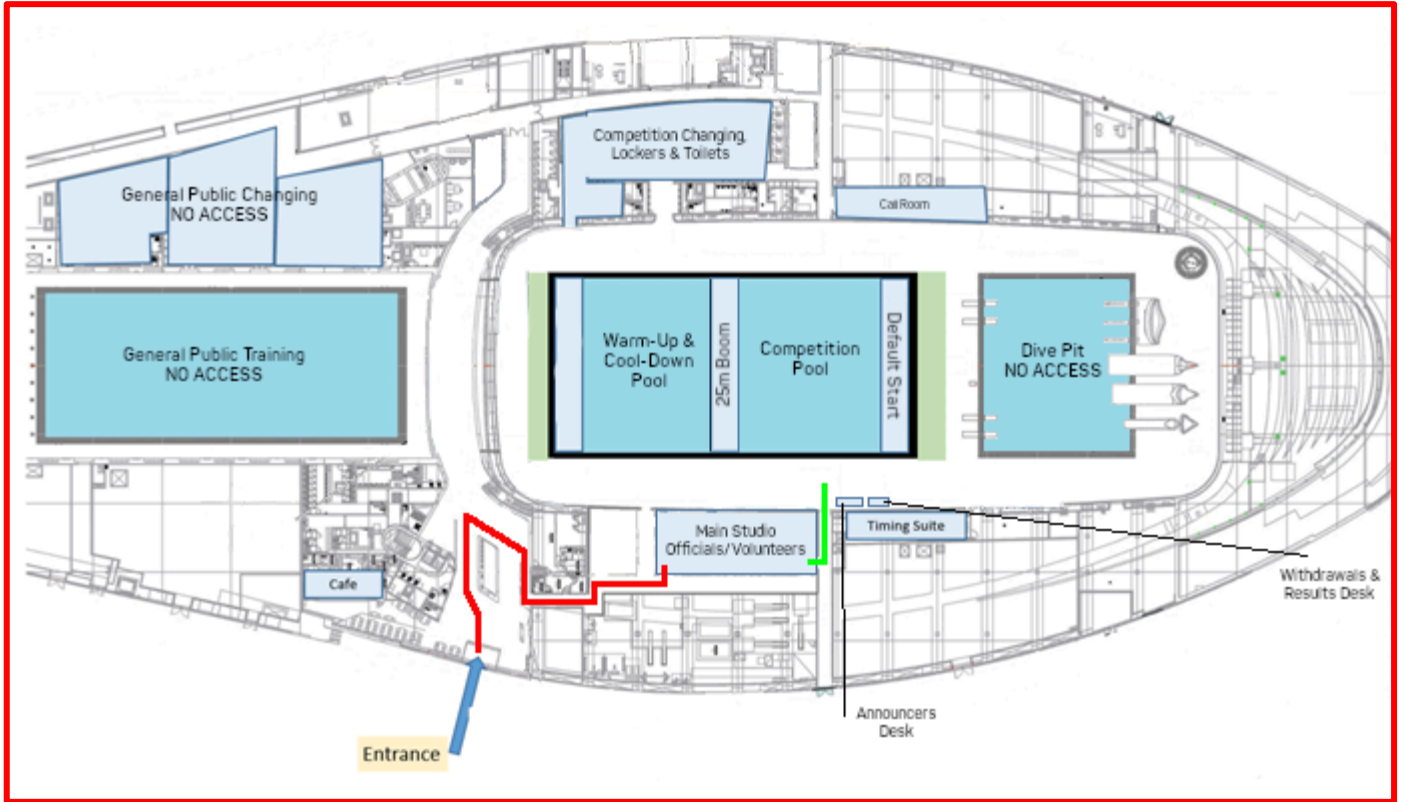 Competition Changing,
Lockers & Toilets
General Public Changing
NO ACCESS
Call Room
General Public Training
NO ACCESS
Warm-Up &
Cool-Down
Pool
25m Boom
Competition
Pool
Default Start
Dive Pit
NO ACCESS
Main Studio
Officials/Volunteers
Timing Suite
Cafe
Withdrawals &
Results Desk
Announcers
Desk
Entrance